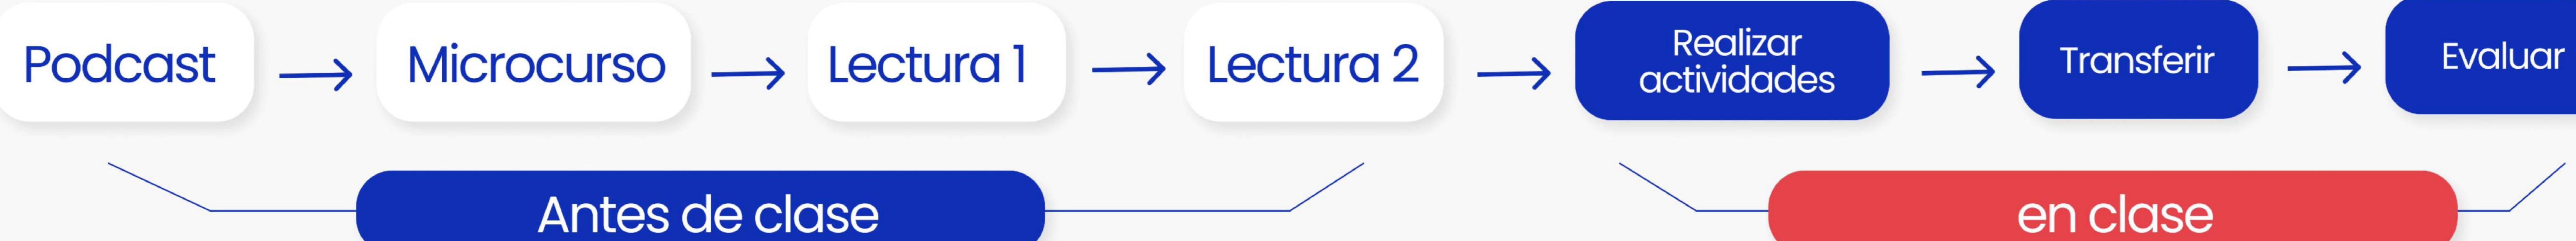 Podcast
Microcurso
Lectura 1
Lectura 2
Realizar
actividades
Transferir
Evaluar
Antes de clase
en clase